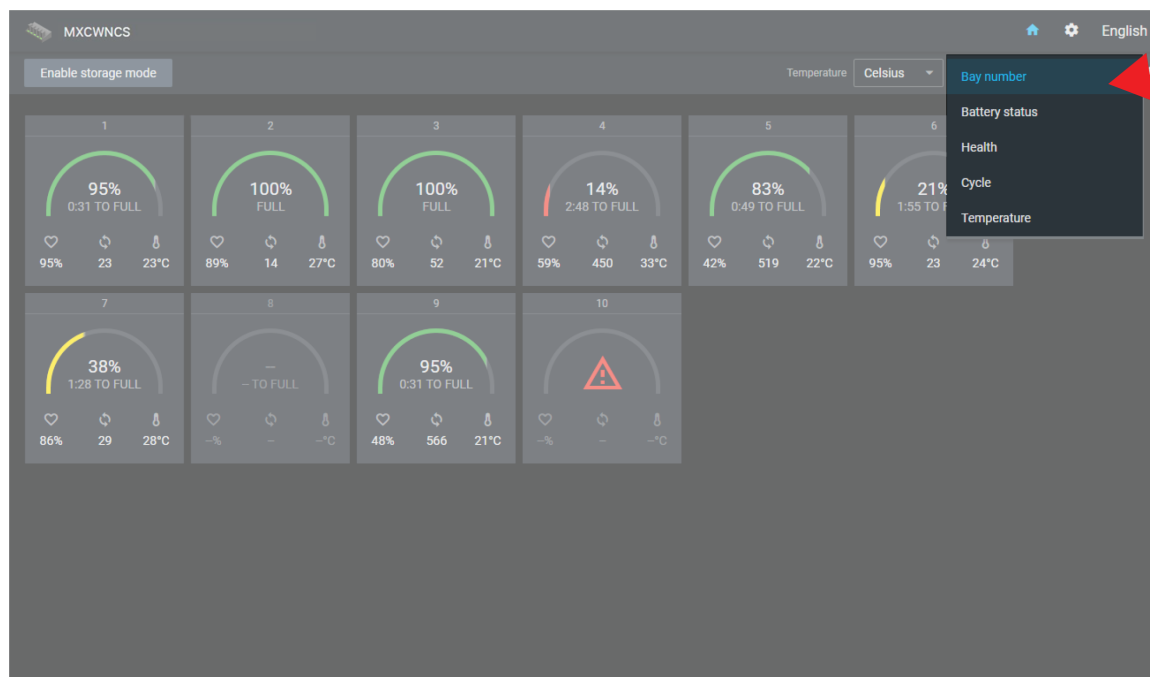 MXCWNCS
English
Enable storage mode
Temperature
Celsius
Bay number
Battery status
Health
Cycle
Temperature
1
95%
0:31 TO FULL
95% 23 23°C
2
100%
FULL
89% 14 27°C
3
100%
FULL
80% 52 21°C
4
14%
2:48 TO FULL
59% 450 33°C
5
83%
0:49 TO FULL
42% 519 22°C
6
21%
1:55 TO
95% 23 24°C
7
38%
1:28 TO FULL
86% 29 28°C
8
–
– TO FULL
–% – –°C
9
95%
0:31 TO FULL
48% 566 21°C
10
–% – –°C